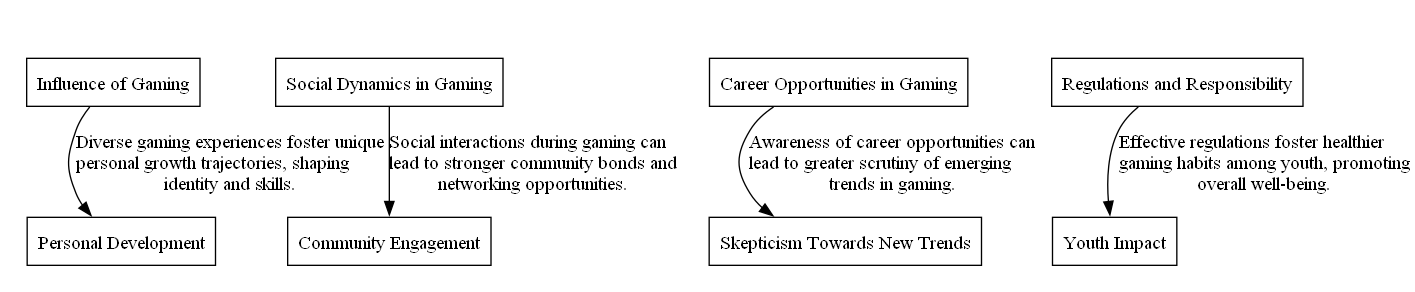 Influence of Gaming
Social Dynamics in Gaming
Career Opportunities in Gaming
Regulations and Responsibility
Diverse gaming experiences foster unique
personal growth trajectories, shaping
identity and skills.
Social interactions during gaming can
lead to stronger community bonds and
networking opportunities.
Awareness of career opportunities can
lead to greater scrutiny of emerging
trends in gaming.
Effective regulations foster healthier
gaming habits among youth, promoting
overall well-being.
Personal Development
Community Engagement
Skepticism Towards New Trends
Youth Impact